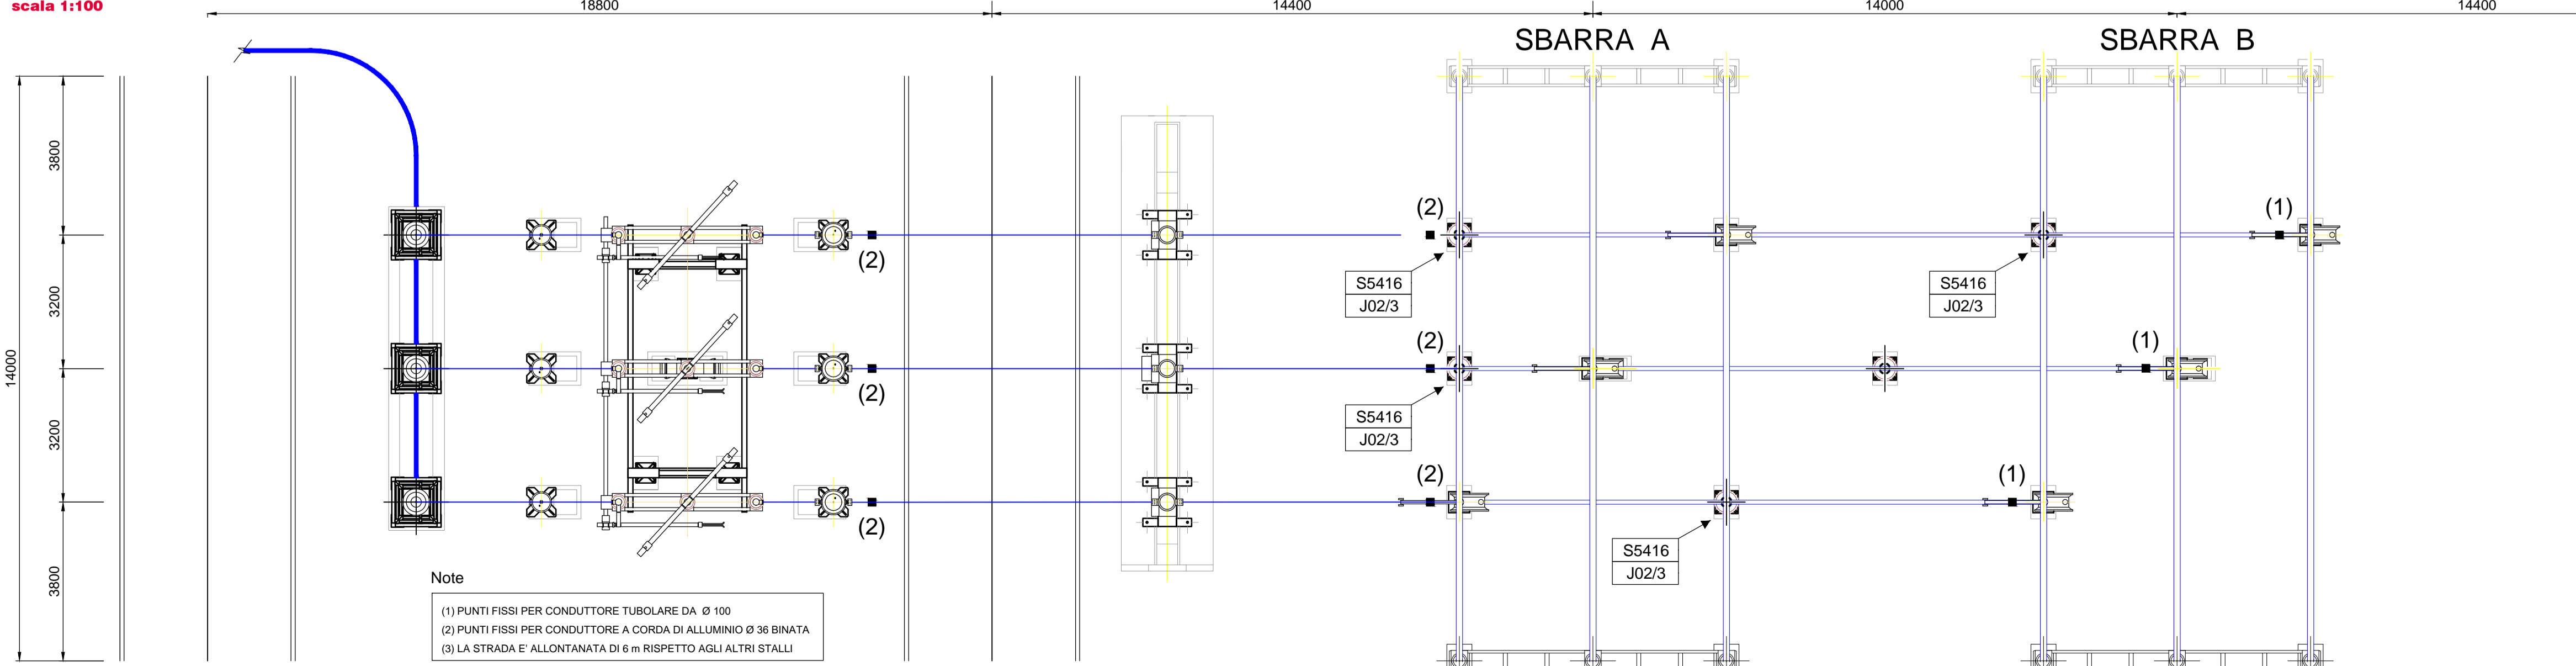 scala 1:100
18800
14400
14000
14400
SBARRA A
SBARRA B
3800
3200
14000
3200
3800
(2)
(2)
(1)
S5416
J02/3
S5416
J02/3
(2)
(2)
(1)
S5416
J02/3
(2)
(2)
(1)
S5416
J02/3
Note
(1) PUNTI FISSI PER CONDUTTORE TUBOLARE DA Ø 100
(2) PUNTI FISSI PER CONDUTTORE A CORDA DI ALLUMINIO Ø 36 BINATA
(3) LA STRADA E' ALLONTANATA DI 6 m RISPETTO AGLI ALTRI STALLI